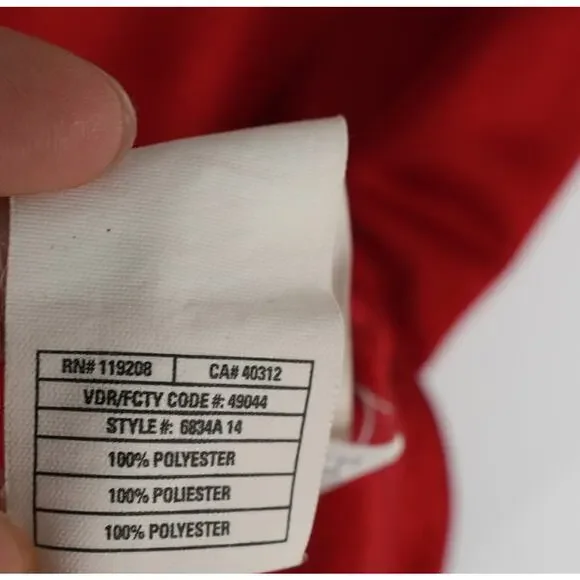 RN# 119208 CA# 40312
VDR/FCTY CODE #: 49044
STYLE #: 6834A 14
100% POLYESTER
100% POLIESTER
100% POLYESTER